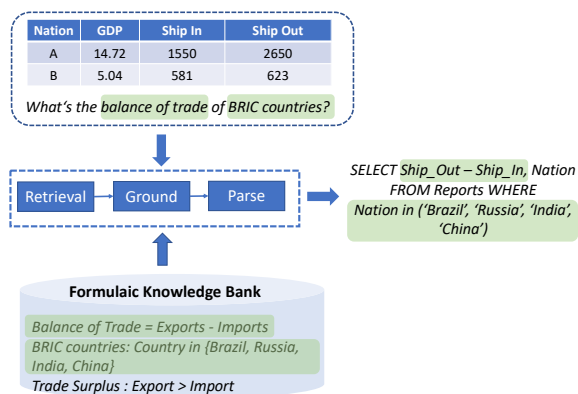 Nation GDP Ship In Ship Out
A 14.72 1550 2650
B 5.04 581 623
What's the balance of trade of BRIC countries?
Retrieval Ground Parse
SELECT Ship_Out – Ship_In, Nation
FROM Reports WHERE
Nation in ('Brazil', 'Russia', 'India',
'China')
Formulaic Knowledge Bank
Balance of Trade = Exports - Imports
BRIC countries: Country in {Brazil, Russia,
India, China}
Trade Surplus : Export > Import